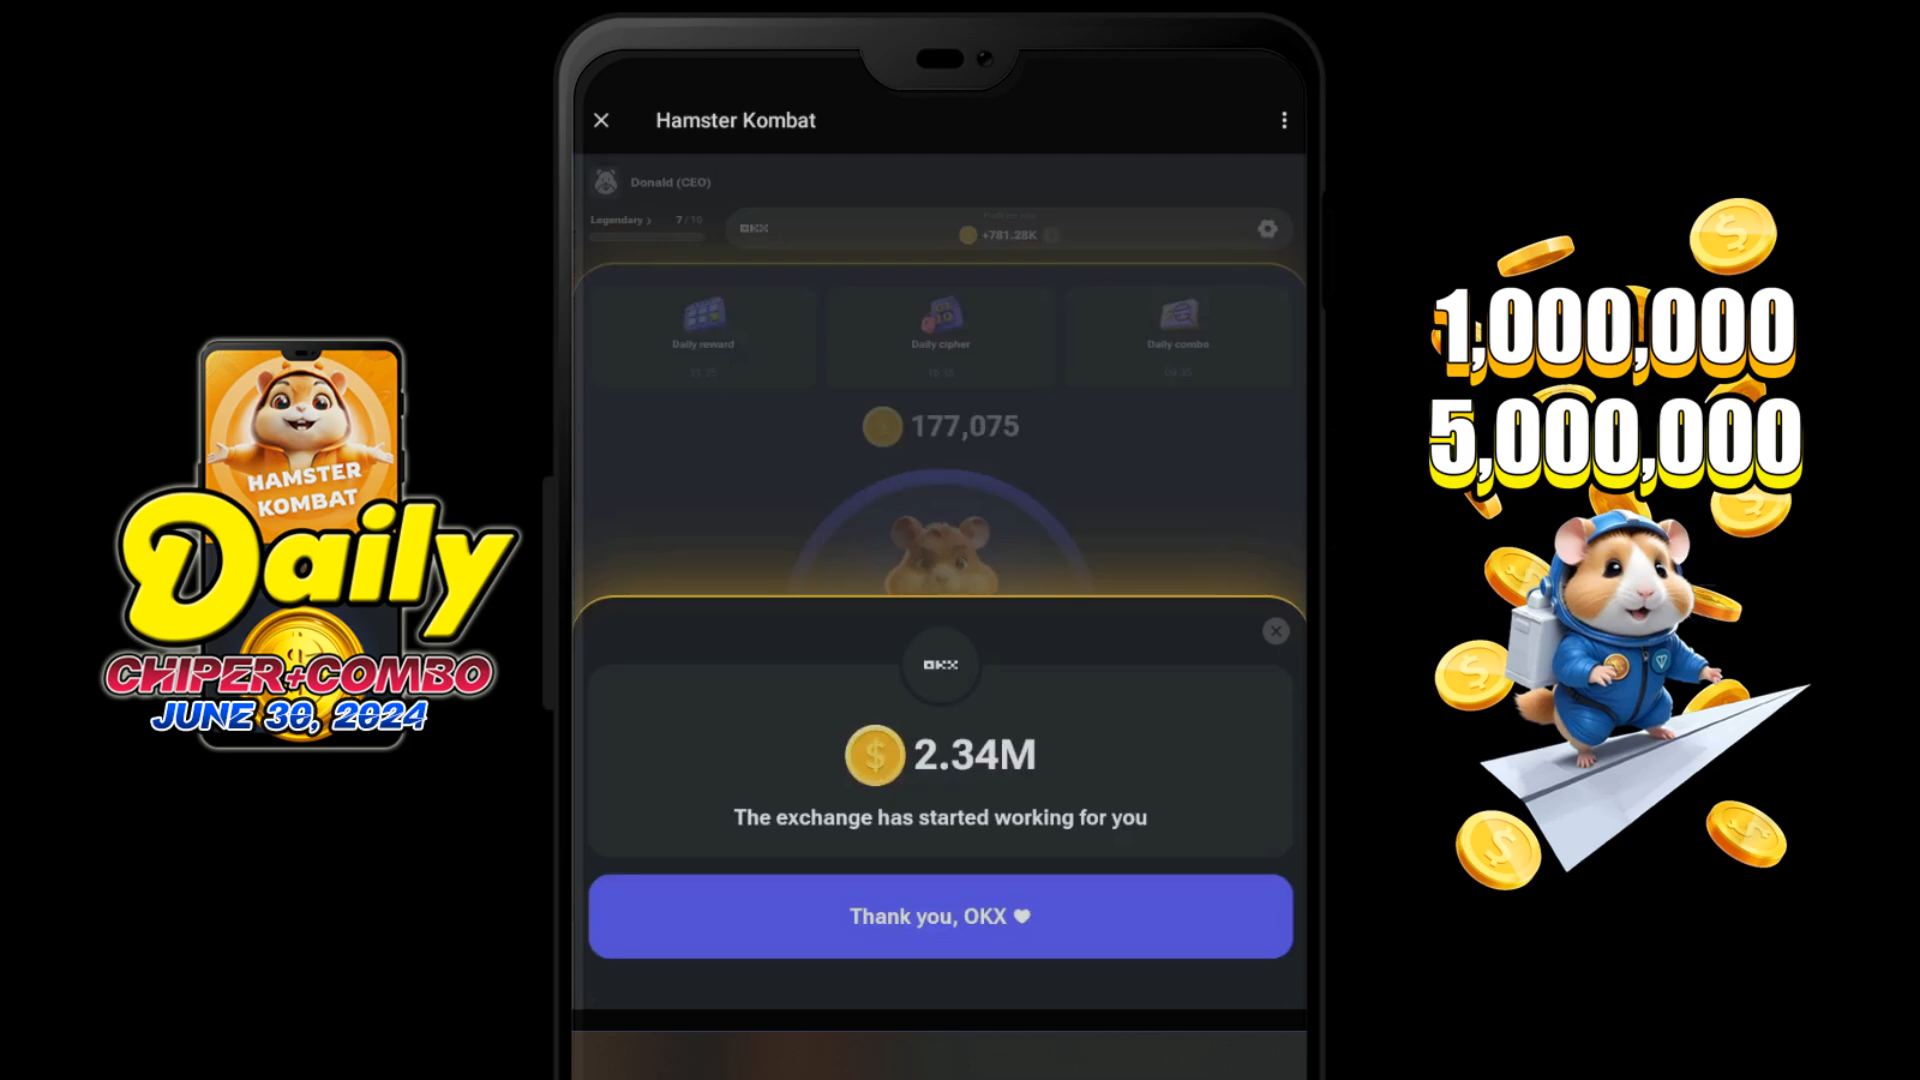 Hamster Kombat
Donald (CEO)
Legendary > 7/10
OKX
+781.28K
Daily reward
Daily cipher
Daily combo
177,075
OKX
$ 2.34M
The exchange has started working for you
Thank you, OKX
HAMSTER
KOMBAT
Daily
CHIPER+COMBO
JUNE 30, 2024
1,000,000
5,000,000